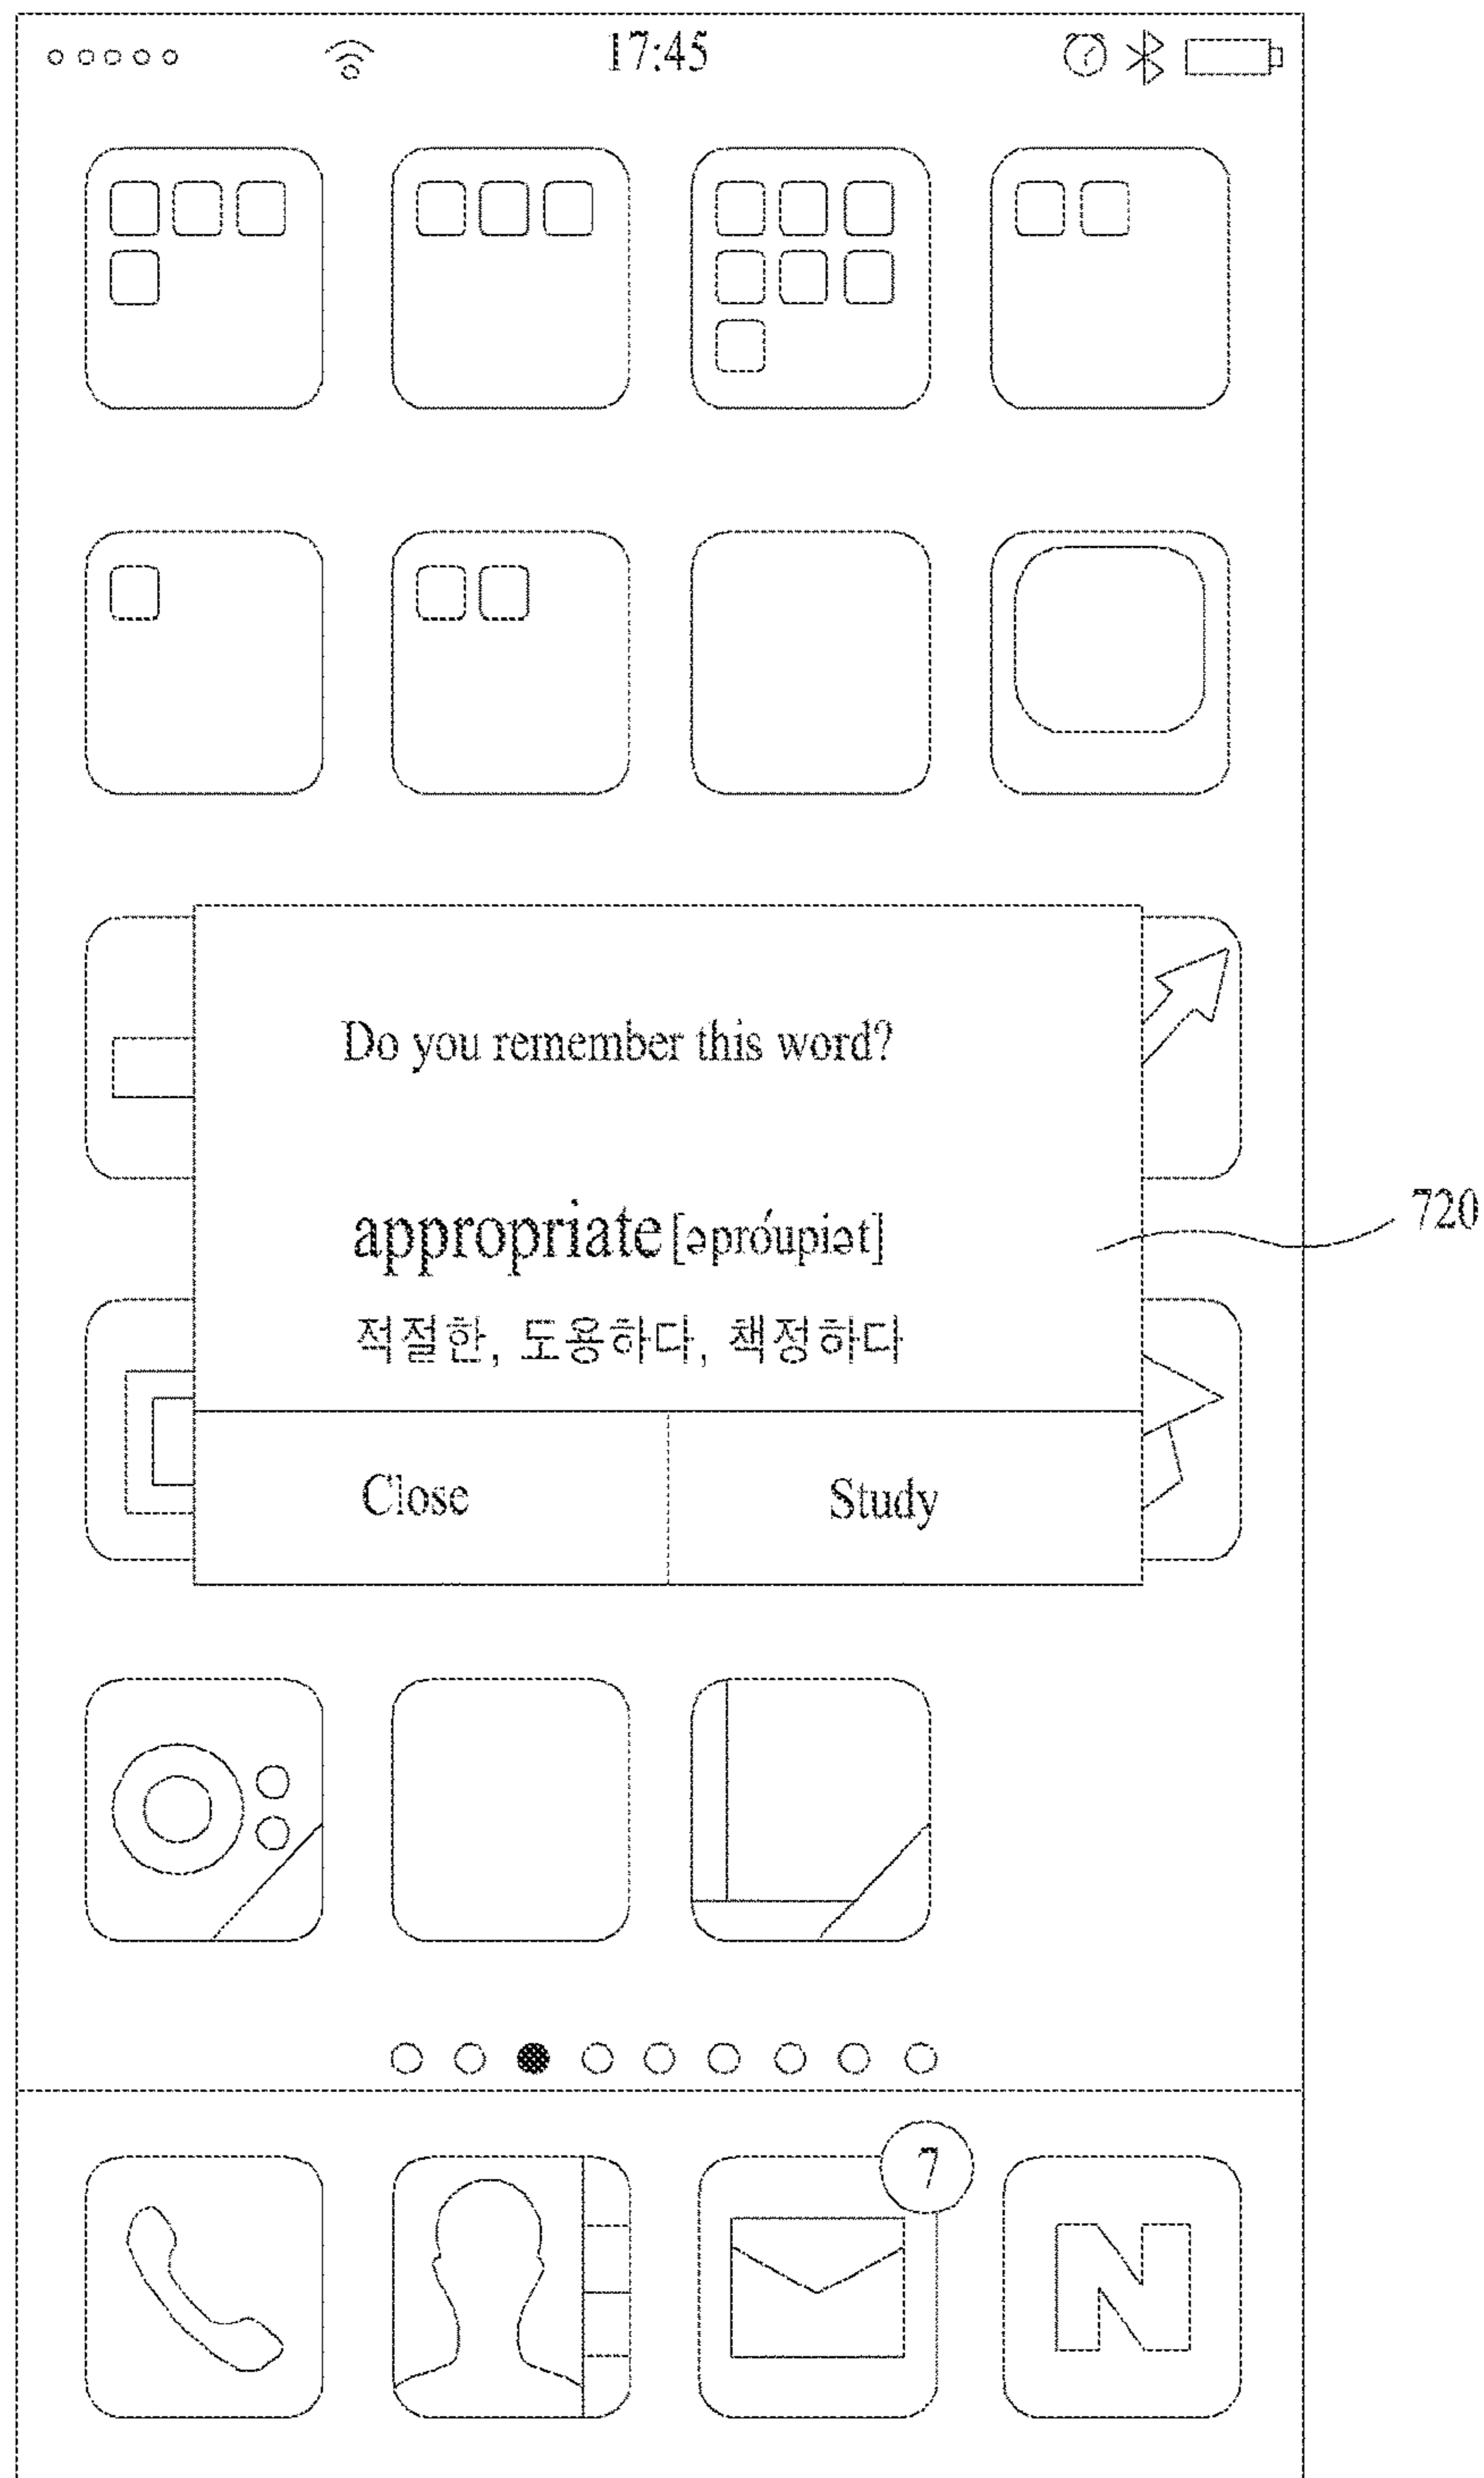 17:45
Do you remember this word?
appropriate [əpróupiət]
적절한, 도용하다, 책정하다
720
Close
Study
7
N